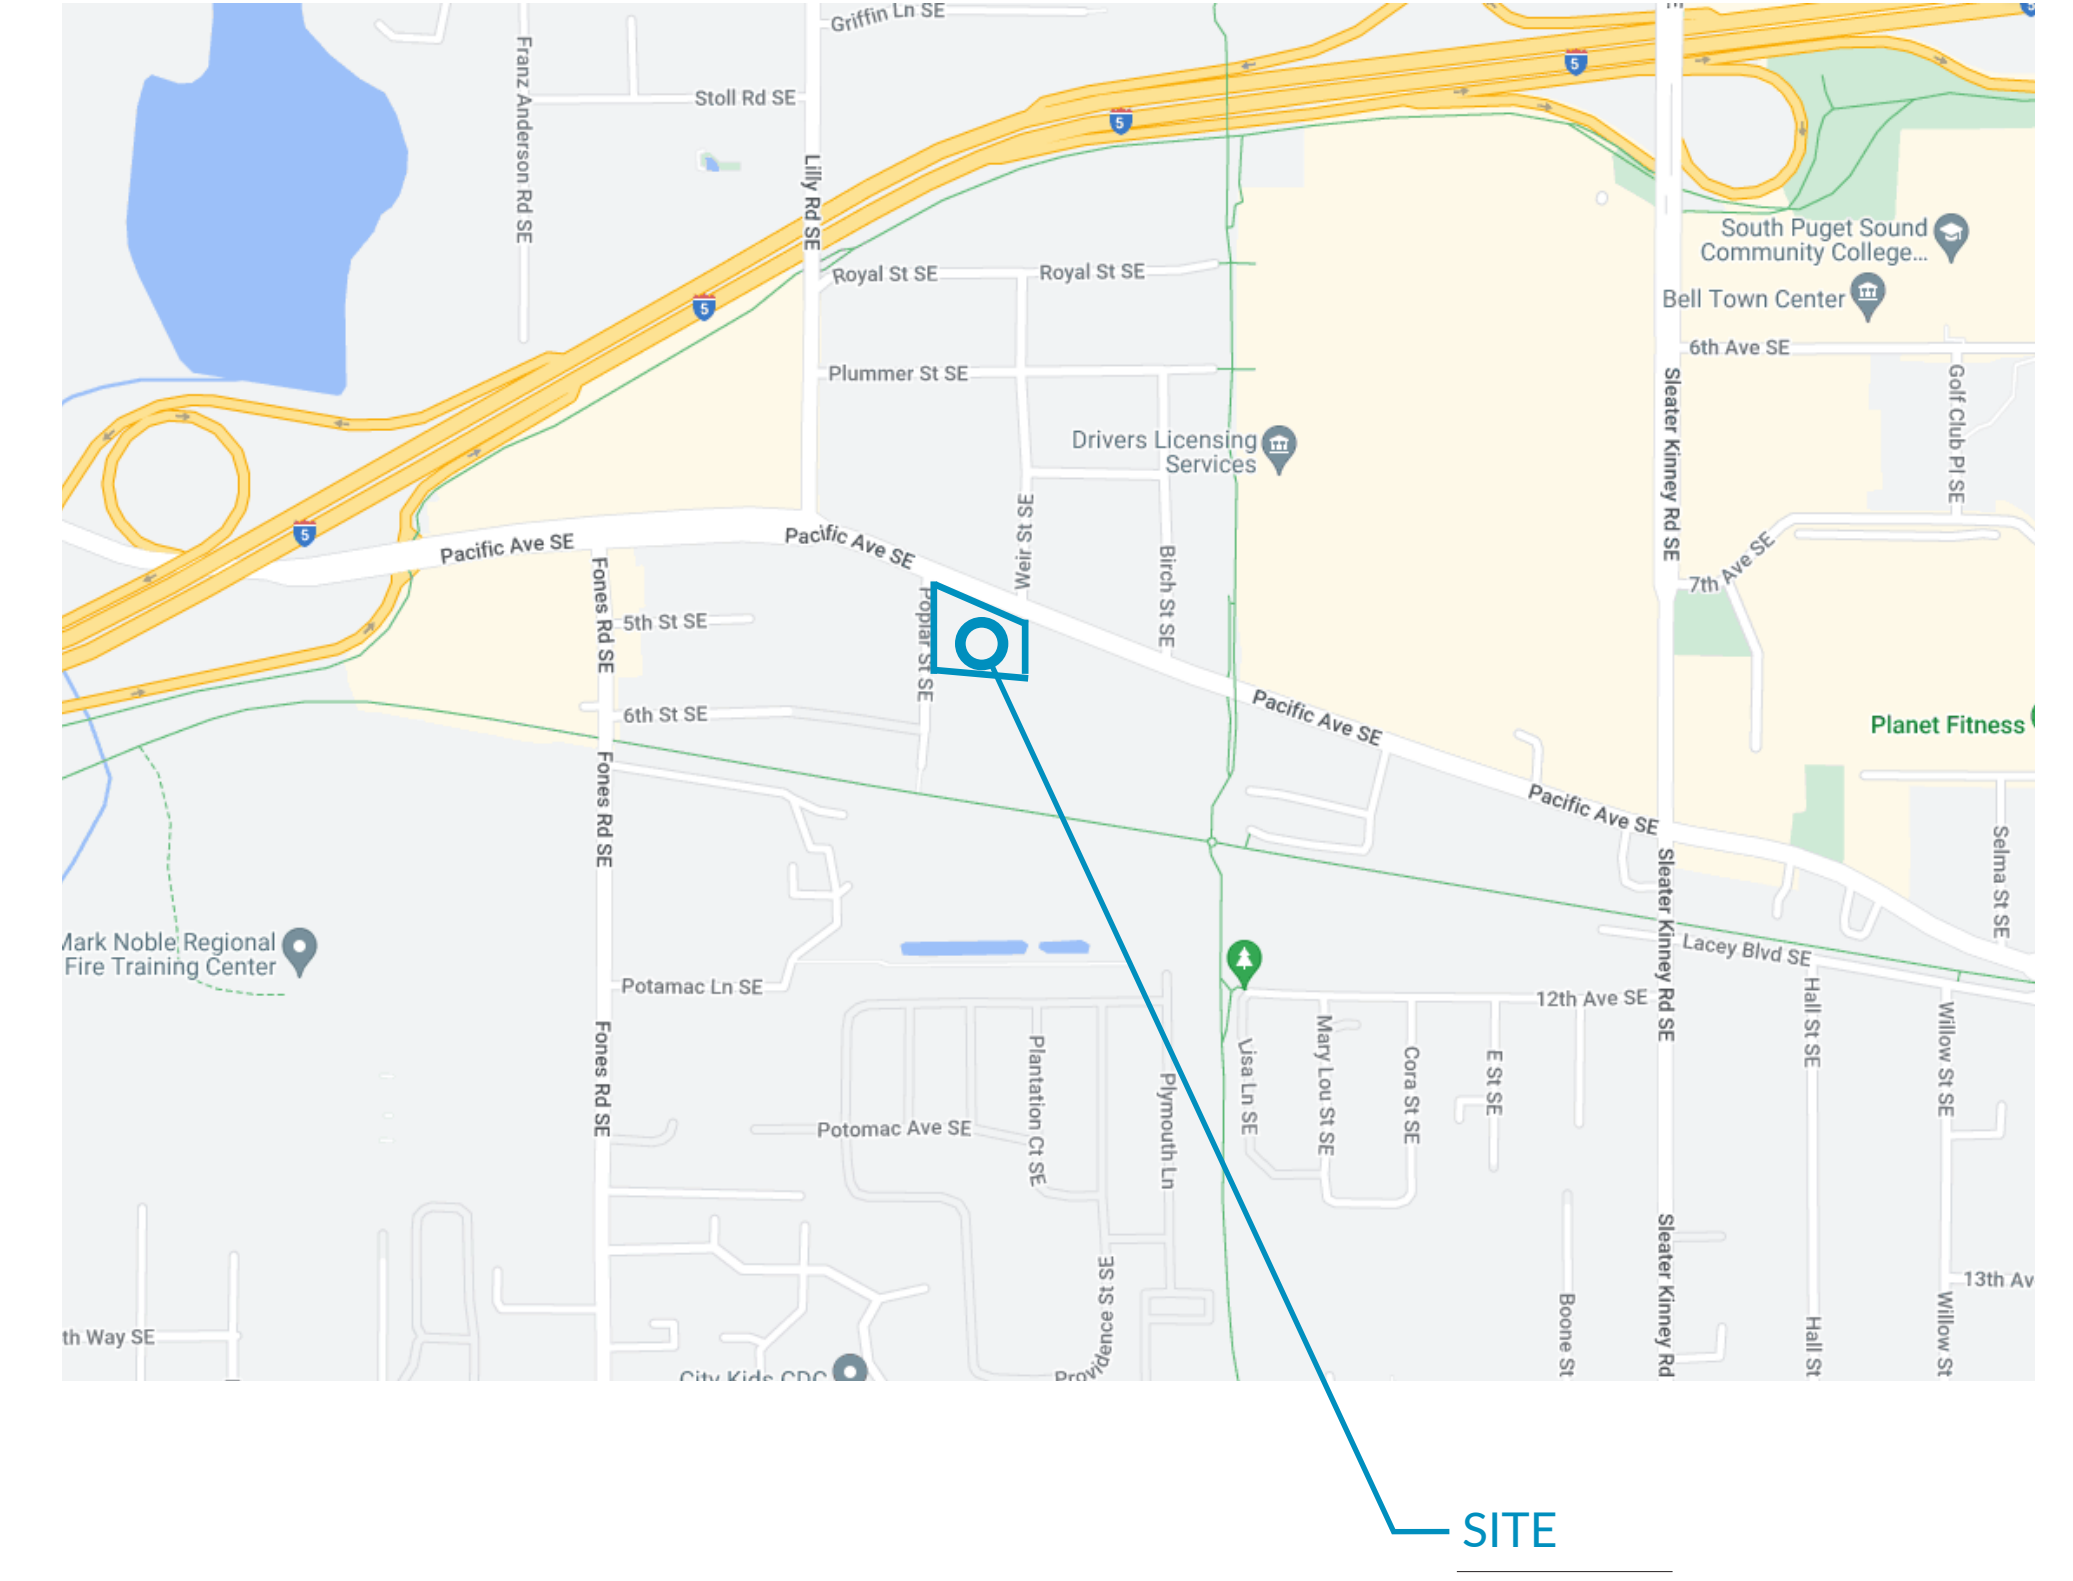 Griffin Ln SE
5
5
Franz Anderson Rd SE
Stoll Rd SE
5
Lilly Rd SE
South Puget Sound
Community College...
Royal St SE
Royal St SE
Bell Town Center
5
6th Ave SE
Plummer St SE
Sleater Kinney Rd SE
Golf Club Pl SE
Drivers Licensing
Services
Weir St SE
5
Pacific Ave SE
Pacific Ave SE
7th Ave SE
Birch St SE
Fones Rd SE
Poplar St SE
5th St SE
6th St SE
Pacific Ave SE
Planet Fitness
Fones Rd SE
Pacific Ave SE
Selma St SE
Sleater Kinney Rd SE
Mark Noble Regional
Fire Training Center
Lacey Blvd SE
Potamac Ln SE
12th Ave SE
Hall St SE
Willow St SE
Fones Rd SE
Plantation Ct SE
Plymouth Ln
Lisa Ln SE
Mary Lou St SE
Cora St SE
E St SE
Potomac Ave SE
Sleater Kinney Rd
Providence St SE
13th Av
Boone St
Hall St
Willow St
th Way SE
City Kids CDC
SITE